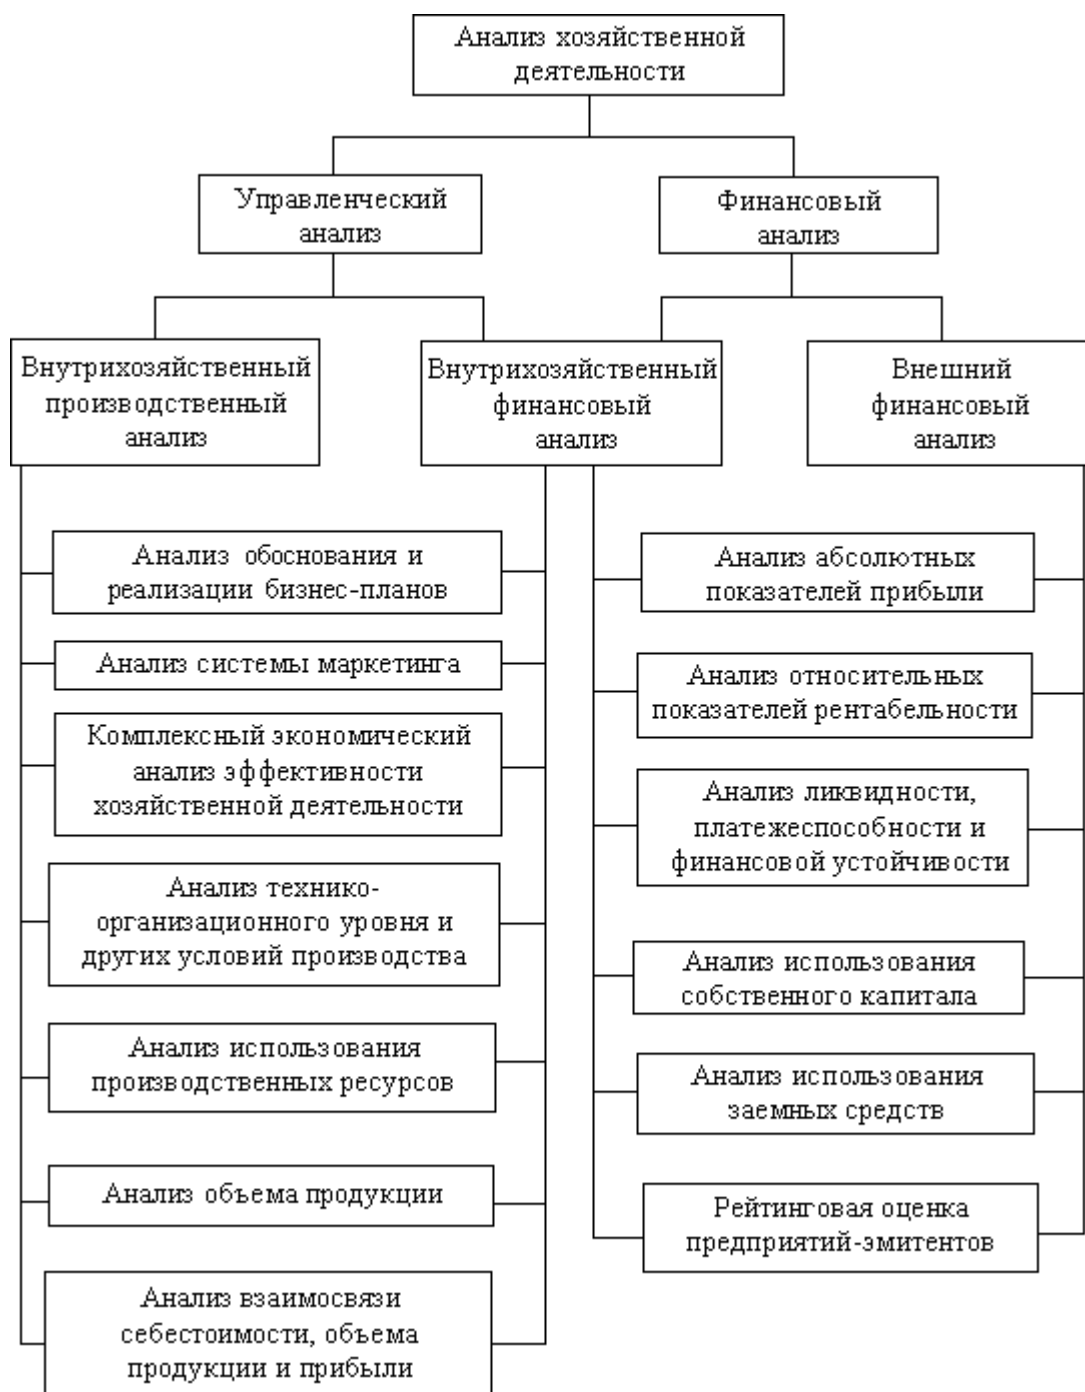 Анализ хозяйственной
деятельности
Управленческий
анализ
Финансовый
анализ
Внутрихозяйственный
производственный
анализ
Внутрихозяйственный
финансовый
анализ
Внешний
финансовый
анализ
Анализ обоснования и
реализации бизнес-планов
Анализ системы маркетинга
Комплексный экономический
анализ эффективности
хозяйственной деятельности
Анализ технико-
организационного уровня и
других условий производства
Анализ использования
производственных ресурсов
Анализ объема продукции
Анализ взаимосвязи
себестоимости, объема
продукции и прибыли
Анализ абсолютных
показателей прибыли
Анализ относительных
показателей рентабельности
Анализ ликвидности,
платежеспособности и
финансовой устойчивости
Анализ использования
собственного капитала
Анализ использования
заемных средств
Рейтинговая оценка
предприятий-эмитентов